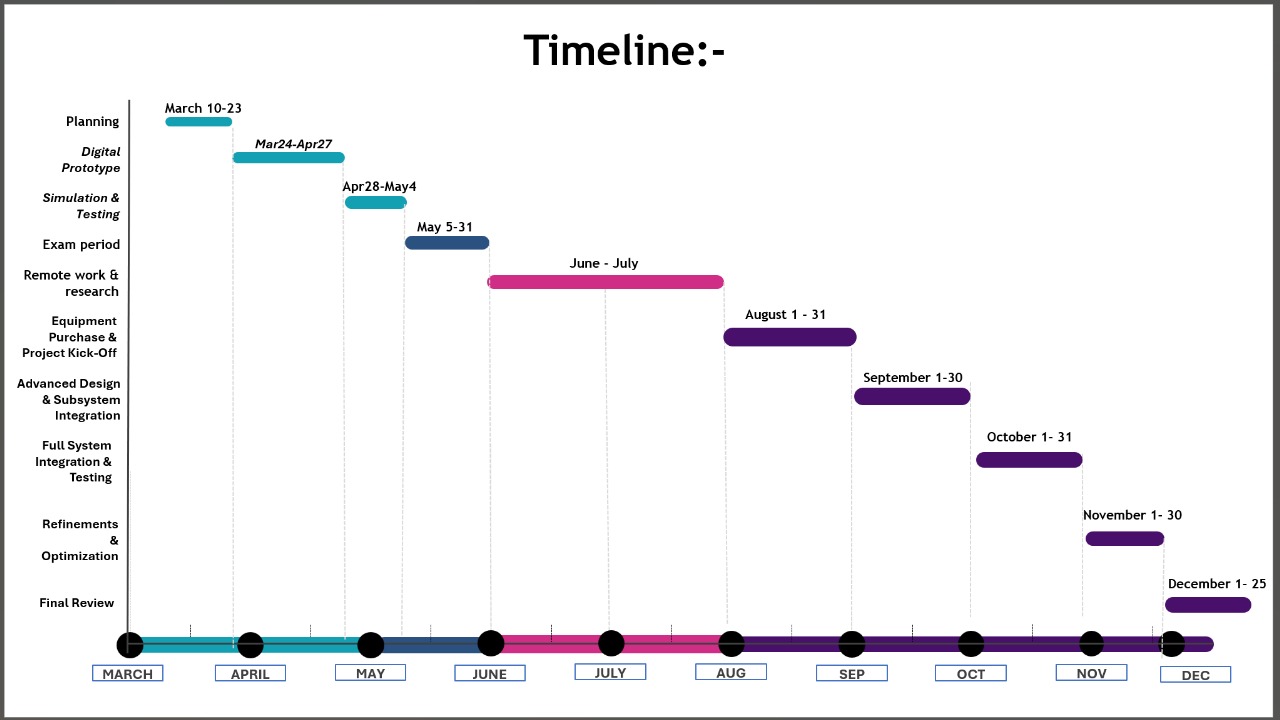 Timeline:-
March 10-23
Planning
Mar24-Apr27
Digital
Prototype
Apr28-May4
Simulation &
Testing
May 5-31
Exam period
June - July
Remote work &
research
August 1 - 31
Equipment
Purchase &
Project Kick-Off
September 1-30
Advanced Design
& Subsystem
Integration
October 1- 31
Full System
Integration &
Testing
November 1- 30
Refinements
&
Optimization
December 1- 25
Final Review
MARCH
APRIL
MAY
JUNE
JULY
AUG
SEP
OCT
NOV
DEC